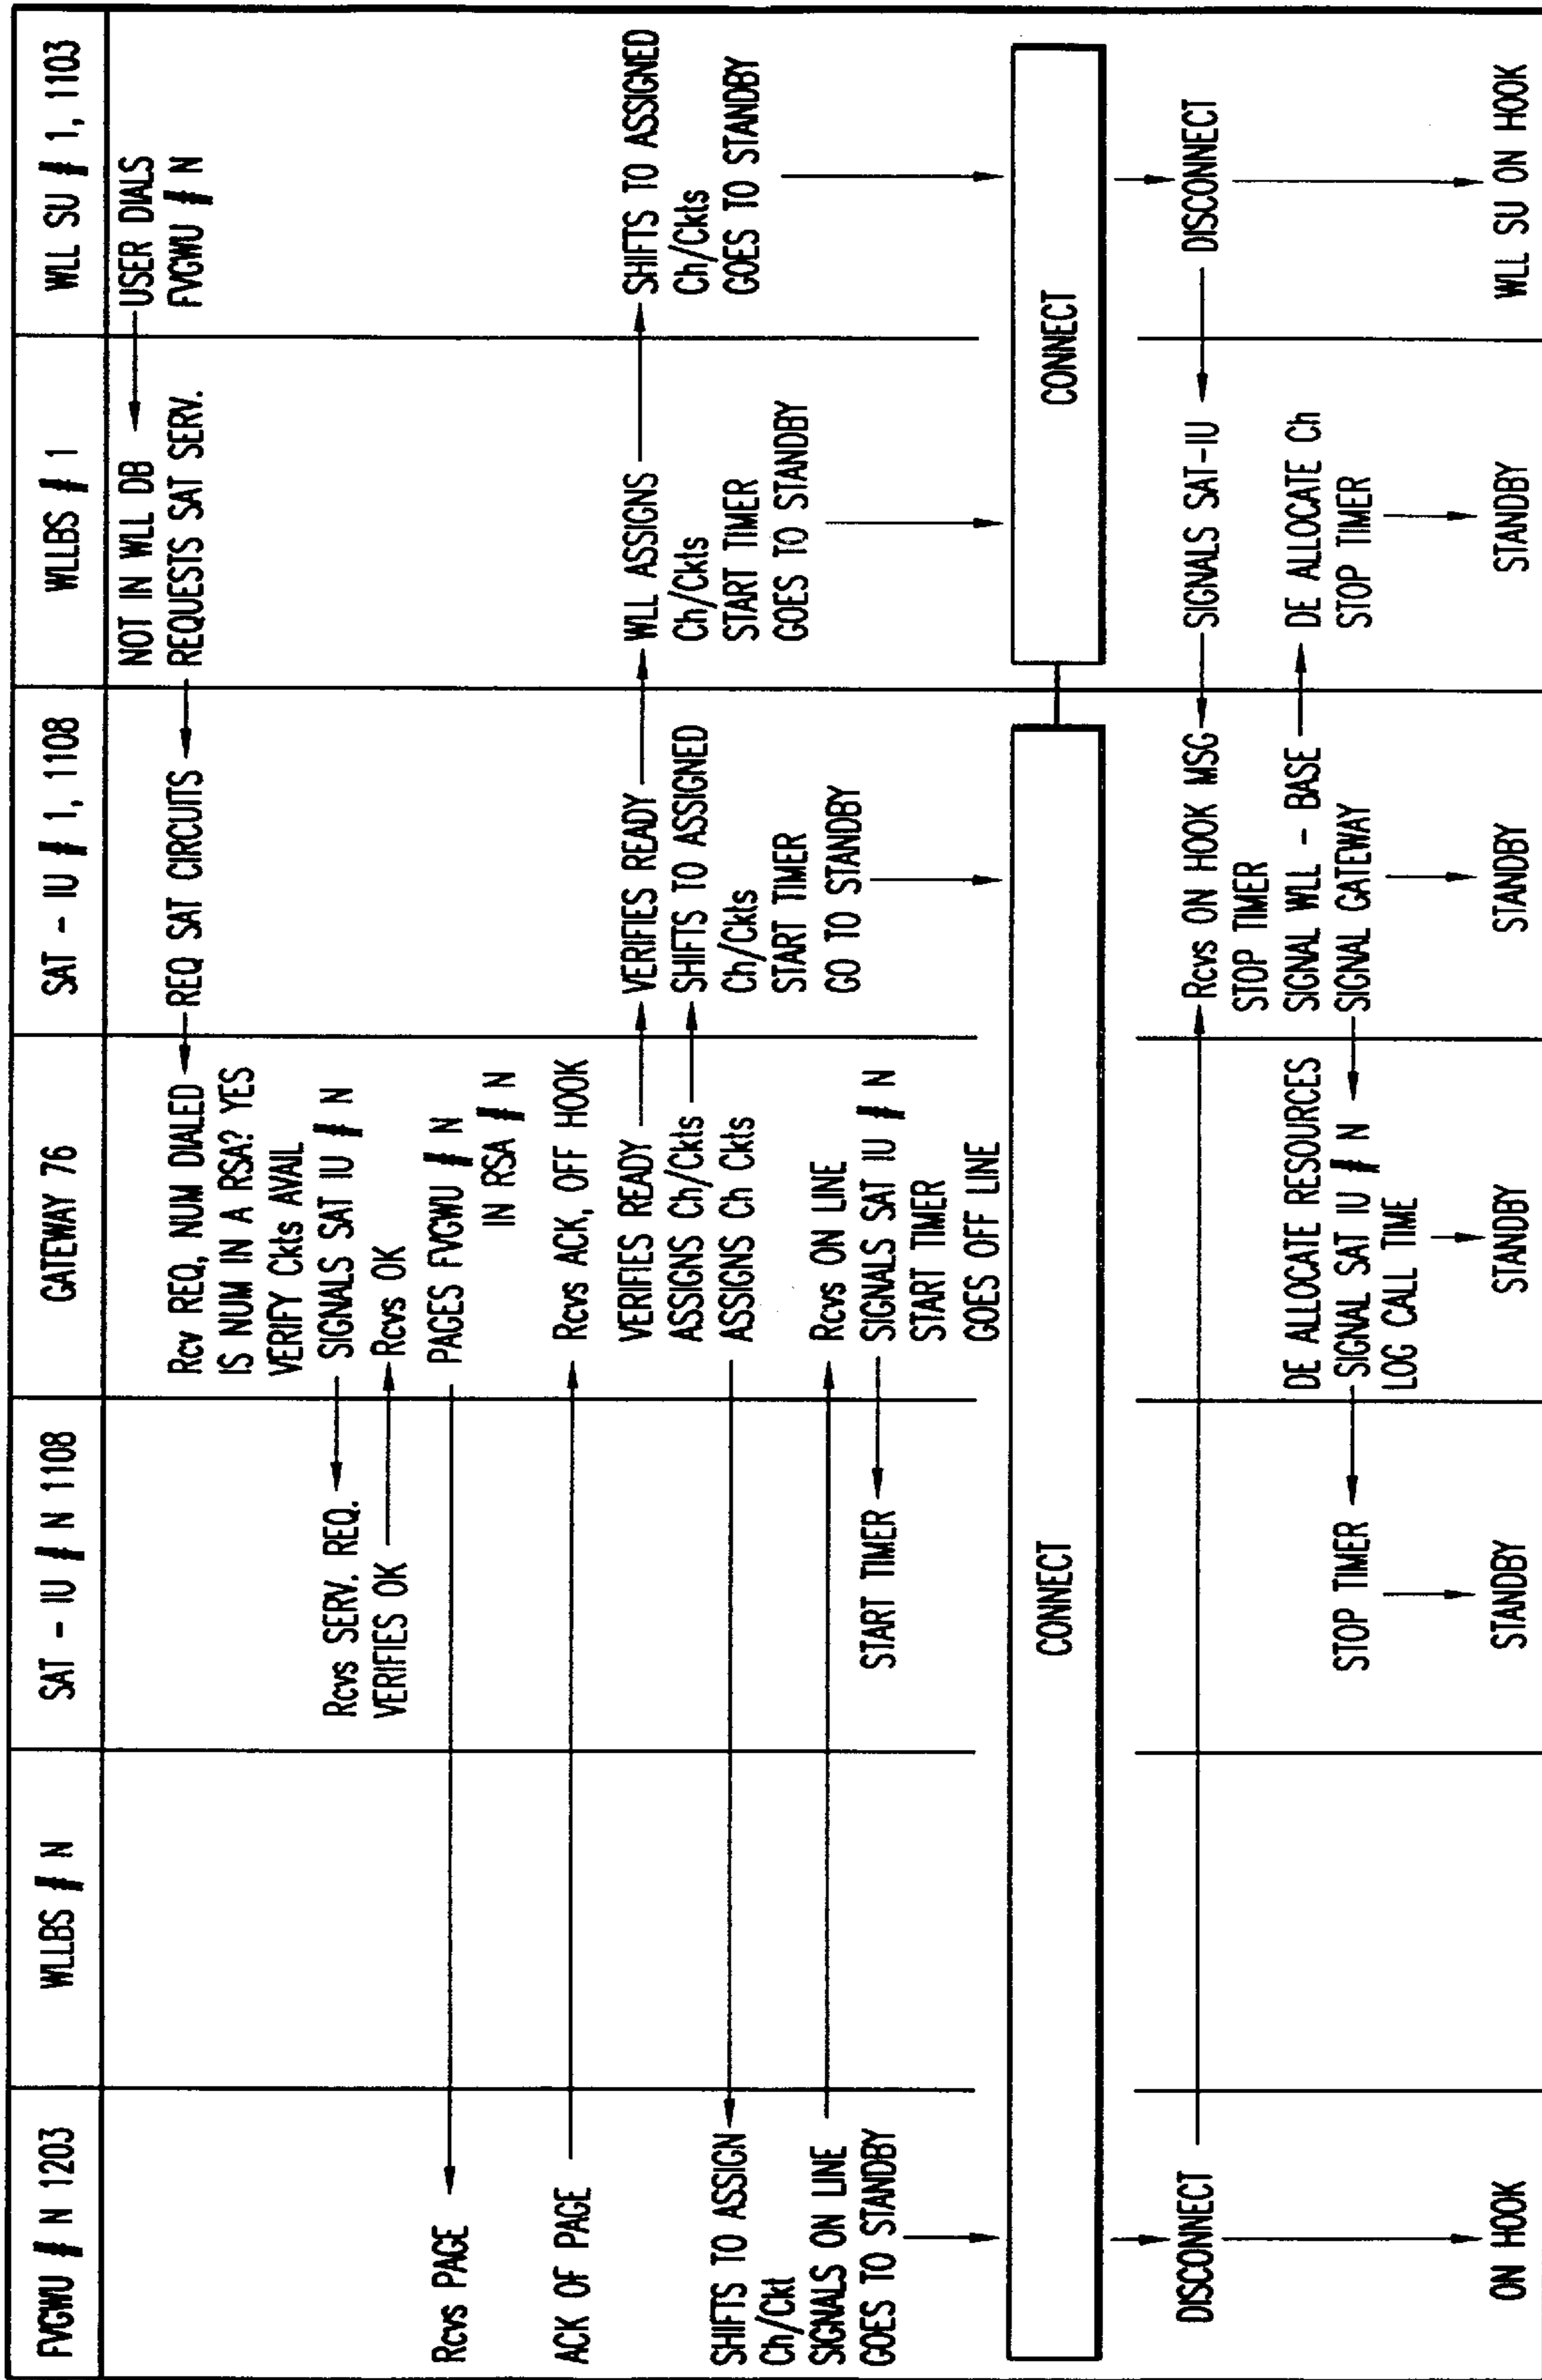 FVGWU # N 1203
WLLBS # N
SAT - IU # N 1108
GATEWAY 76
SAT - IU # 1, 1108
WLLBS # 1
WLL SU # 1, 1103
Rcvs PAGE
ACK OF PAGE
SHIFTS TO ASSIGN
Ch/Ckt
SIGNALS ON LINE
GOES TO STANDBY
Rcvs SERV. REQ.
VERIFIES OK
START TIMER
Rcv REQ, NUM DIALED
IS NUM IN A RSA? YES
VERIFY Ckts AVAIL
SIGNALS SAT IU # N
Rcvs OK
PAGES FVGWU # N
IN RSA # N
Rcvs ACK, OFF HOOK
VERIFIES READY
ASSIGNS Ch/Ckts
ASSIGNS Ch Ckts
Rcvs ON LINE
SIGNALS SAT IU # N
START TIMER
GOES OFF LINE
REQ SAT CIRCUITS
VERIFIES READY
SHIFTS TO ASSIGNED
Ch/Ckts
START TIMER
GO TO STANDBY
NOT IN WLL DB
REQUESTS SAT SERV.
WLL ASSIGNS
Ch/Ckts
START TIMER
GOES TO STANDBY
USER DIALS
FVGWU # N
SHIFTS TO ASSIGNED
Ch/Ckts
GOES TO STANDBY
CONNECT
CONNECT
DISCONNECT
ON HOOK
STOP TIMER
STANDBY
DE ALLOCATE RESOURCES
SIGNAL SAT IU # N
LOG CALL TIME
STANDBY
Rcvs ON HOOK MSG
STOP TIMER
SIGNAL WLL - BASE
SIGNAL GATEWAY
STANDBY
SIGNALS SAT-IU
DE ALLOCATE Ch
STOP TIMER
STANDBY
DISCONNECT
WLL SU ON HOOK